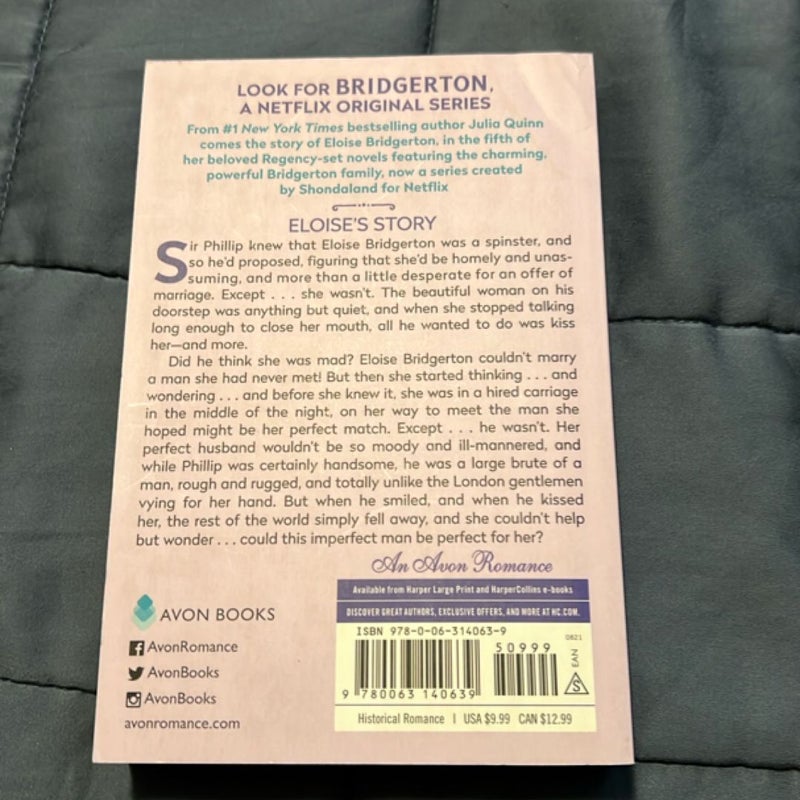 LOOK FOR BRIDGERTON,
A NETFLIX ORIGINAL SERIES
From #1 New York Times bestselling author Julia Quinn
comes the story of Eloise Bridgerton, in the fifth of
her beloved Regency-set novels featuring the charming,
powerful Bridgerton family, now a series created
by Shondaland for Netflix
ELOISE'S STORY
Sir Phillip knew that Eloise Bridgerton was a spinster, and
so he'd proposed, figuring that she'd be homely and unas-
suming, and more than a little desperate for an offer of
marriage. Except . . . she wasn't. The beautiful woman on his
doorstep was anything but quiet, and when she stopped talking
long enough to close her mouth, all he wanted to do was kiss
her—and more.
Did he think she was mad? Eloise Bridgerton couldn't marry
a man she had never met! But then she started thinking . . . and
wondering . . . and before she knew it, she was in a hired carriage
in the middle of the night, on her way to meet the man she
hoped might be her perfect match. Except . . . he wasn't. Her
perfect husband wouldn't be so moody and ill-mannered, and
while Phillip was certainly handsome, he was a large brute of a
man, rough and rugged, and totally unlike the London gentlemen
vying for her hand. But when he smiled, and when he kissed
her, the rest of the world simply fell away, and she couldn't help
but wonder . . . could this imperfect man be perfect for her?
An Avon Romance
Available from Harper Large Print and HarperCollins e-books
DISCOVER GREAT AUTHORS, EXCLUSIVE OFFERS, AND MORE AT HC.COM.
AVON BOOKS
AvonRomance
AvonBooks
AvonBooks
avonromance.com
ISBN 978-0-06-314063-9
0821
50999
EAN
S
9 780063 140639
Historical Romance | USA $9.99 CAN $12.99